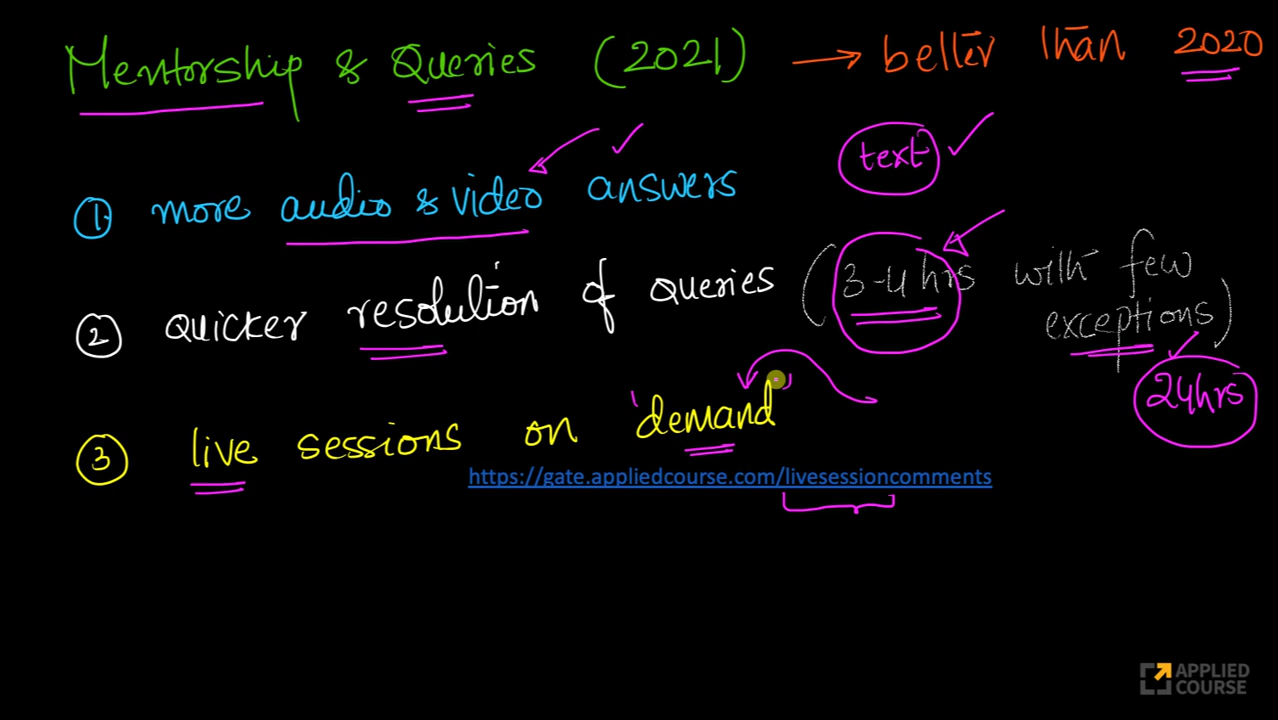 Mentorship & Queries (2021) → better than 2020
text
① more audio & video answers
② quicker resolution of queries (3-4 hrs with few exceptions)
24hrs
③ live sessions on 'demand'
https://gate.appliedcourse.com/livesessioncomments
APPLIED
COURSE